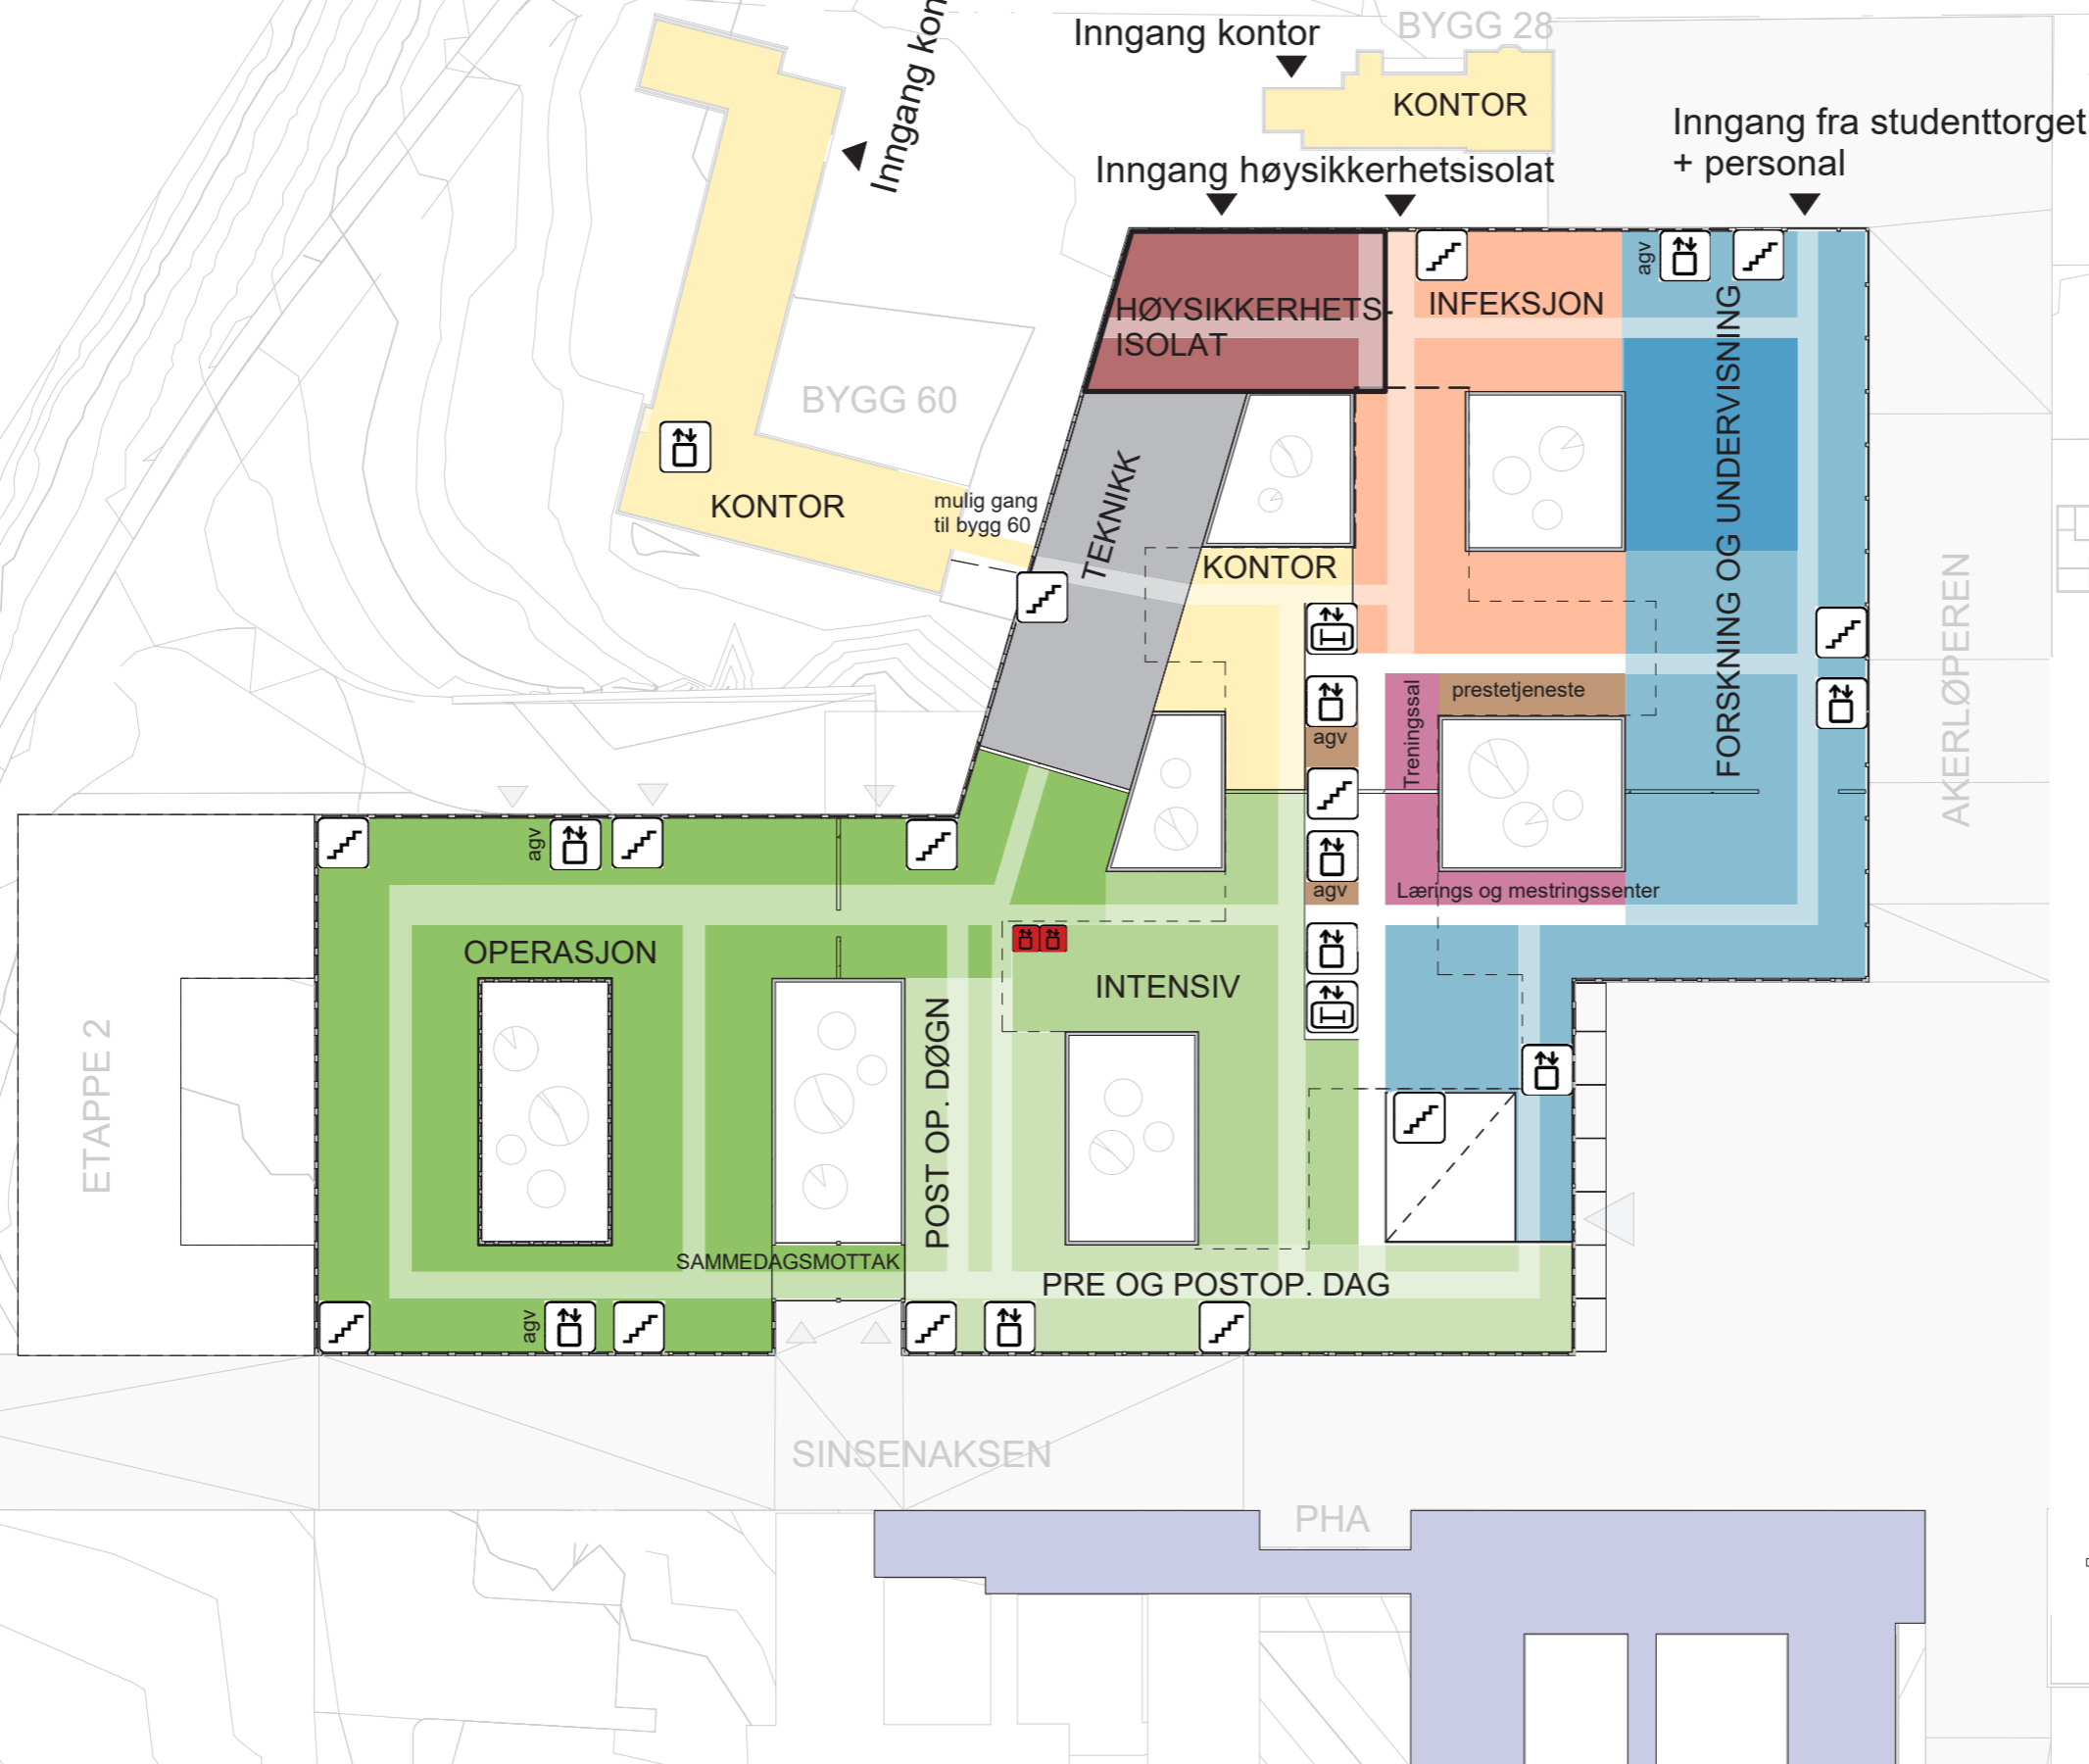 Inngang kon
Inngang kontor
BYGG 28
KONTOR
Inngang fra studenttorget
+ personal
Inngang høysikkerhetsisolat
agv
HØYSIKKERHETS-
ISOLAT
INFEKSJON
FORSKNING OG UNDERVISNING
BYGG 60
KONTOR
mulig gang
til bygg 60
TEKNIKK
KONTOR
AKERLØPEREN
Treningssal
prestetjeneste
agv
agv
agv
Lærings og mestringssenter
OPERASJON
INTENSIV
POST OP. DØGN
ETAPPE 2
SAMMEDAGSMOTTAK
PRE OG POSTOP. DAG
agv
SINSENAKSEN
PHA